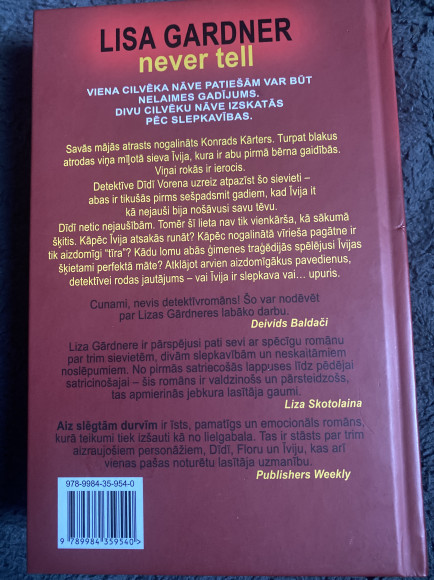 LISA GARDNER
never tell
VIENA CILVĒKA NĀVE PATIEŠĀM VAR BŪT
NELAIMES GADĪJUMS.
DIVU CILVĒKU NĀVE IZSKATĀS
PĒC SLEPKAVĪBAS.
Savās mājās atrasts nogalināts Konrads Kārters. Turpat blakus
atrodas viņa mīļotā sieva Īvija, kura ir abu pirmā bērna gaidībās.
Viņai rokās ir ierocis.
Detektīve Dīdī Vorena uzreiz atpazīst šo sievieti –
abas ir tikušās pirms sešpadsmit gadiem, kad Īvija it
kā nejauši bija nošāvusi savu tēvu.
Dīdī netic nejaušībām. Tomēr šī lieta nav tik vienkārša, kā sākumā
šķitis. Kāpēc Īvija atsakās runāt? Kāpēc nogalinātā vīrieša pagātne ir
tik aizdomīgi "tīra"? Kādu lomu abās ģimenes traģēdijās spēlējusi Īvijas
šķietami perfektā māte? Atklājot arvien aizdomīgākus pavedienus,
detektīvei rodas jautājums – vai Īvija ir slepkava vai... upuris.
Cunami, nevis detektīvromāns! Šo var nodēvēt
par Lizas Gārdneres labāko darbu.
Deivids Baldači
Liza Gārdnere ir pārspējusi pati sevi ar spēcīgu romānu
par trim sievietēm, divām slepkavībām un neskaitāmiem
noslēpumiem. No pirmās satriecošās lappuses līdz pēdējai
satricinošajai – šis romāns ir valdzinošs un pārsteidzošs,
tas apmierinās jebkura lasītāja gaumi.
Liza Skotolaina
Aiz slēgtām durvīm ir īsts, pamatīgs un emocionāls romāns,
kurā teikumi tiek izšauti kā no lielgabala. Tas ir stāsts par trim
aizraujošiem personāžiem, Dīdī, Floru un Īviju, kas arī
vienas pašas noturētu lasītāja uzmanību.
Publishers Weekly
978-9984-35-954-0
9 789984 359540 >